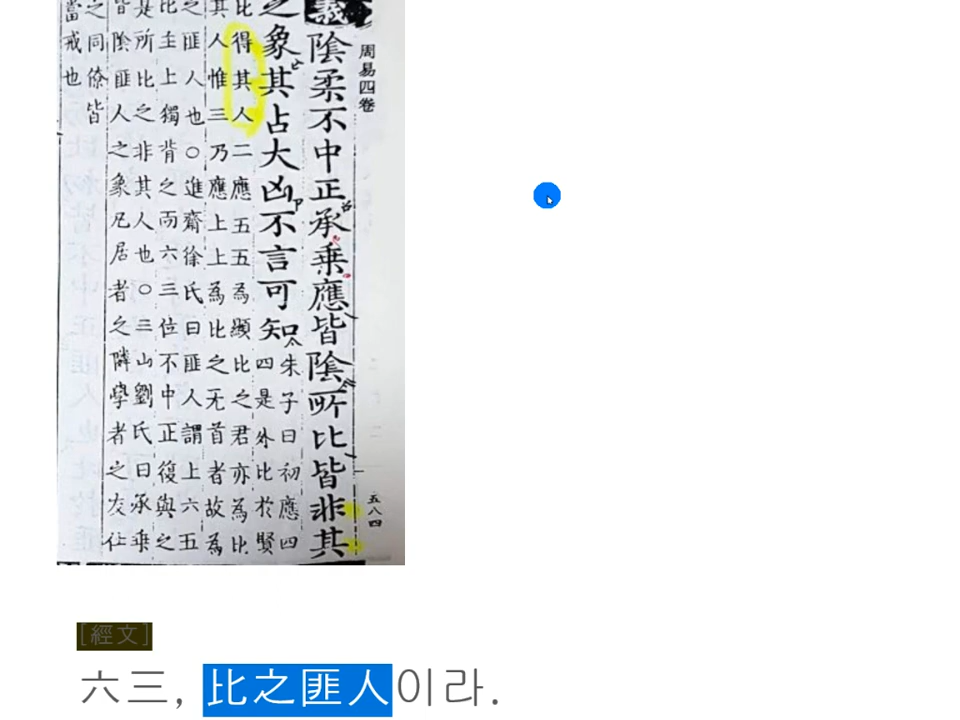 周易四卷 五八四
義 陰柔不中正承乘應皆陰所比皆非其
之象其占大凶不言可知
朱子曰初應四
四是外比於賢
比得其人二應五五為顯比之君亦為比
其人惟三乃應上上為比之无首者故為
之匪人也○進齋徐氏曰匪人謂上六五
比主上獨背之而六三位不中正復與之
是所比之非其人也○三山劉氏曰承乘
皆陰匪人之象凡居者之隣學者之友仕
之同僚皆
當戒也
[經文]
六三, 比之匪人이라.